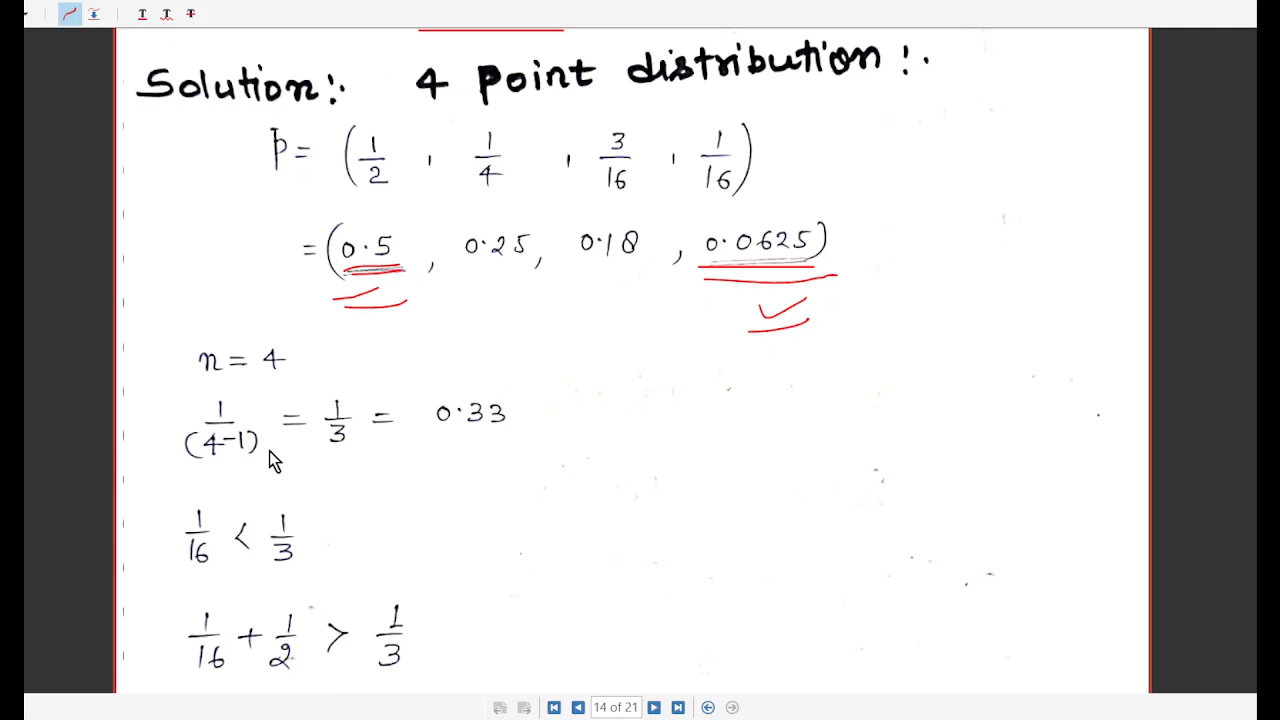 T T T
Solution:. 4 Point distribution:.
P = (1/2, 1/4, 3/16, 1/16)
= (0.5, 0.25, 0.18, 0.0625)
n = 4
1/(4-1) = 1/3 = 0.33
1/16 < 1/3
1/16 + 1/2 > 1/3
14 of 21